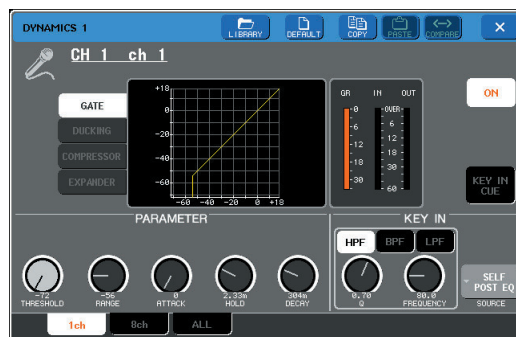 DYNAMICS 1
LIBRARY
DEFAULT
COPY
PASTE
COMPARE
CH 1 ch 1
ON
GATE
DUCKING
COMPRESSOR
EXPANDER
+18
0
-20
-40
-60
-60 -40 -20 0 +18
GR IN OUT
-0 -OVER-
-6 - 6 -
-12 - 12 -
-18 - 18 -
-30 - 30 -
- 60 -
KEY IN
CUE
PARAMETER
KEY IN
HPF BPF LPF
-72 -56 0 2.33m 304m
THRESHOLD RANGE ATTACK HOLD DECAY
0.70 80.0
Q FREQUENCY
SELF
POST EQ
SOURCE
1ch 8ch ALL